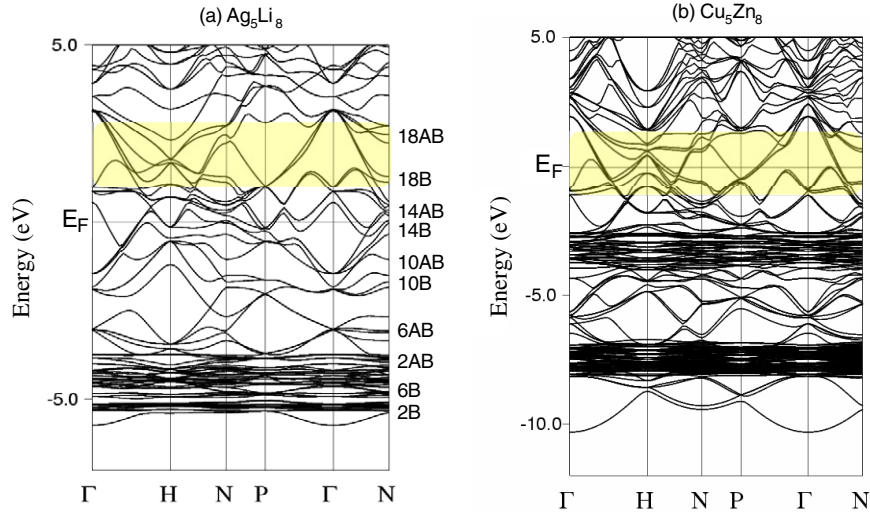 (a) Ag5Li8
5.0
EF
-5.0
Energy (eV)
Γ H N P Γ N
18AB
18B
14AB
14B
10AB
10B
6AB
2AB
6B
2B
(b) Cu5Zn8
5.0
EF
-5.0
-10.0
Energy (eV)
Γ H N P Γ N